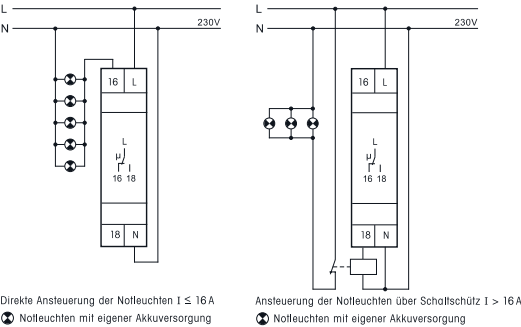 L
N
230V
16 L
L
µ
16 18
18 N
Direkte Ansteuerung der Notleuchten I ≤ 16 A
Notleuchten mit eigener Akkuversorgung
L
N
230V
16 L
L
µ
16 18
18 N
Ansteuerung der Notleuchten über Schaltschütz I > 16 A
Notleuchten mit eigener Akkuversorgung